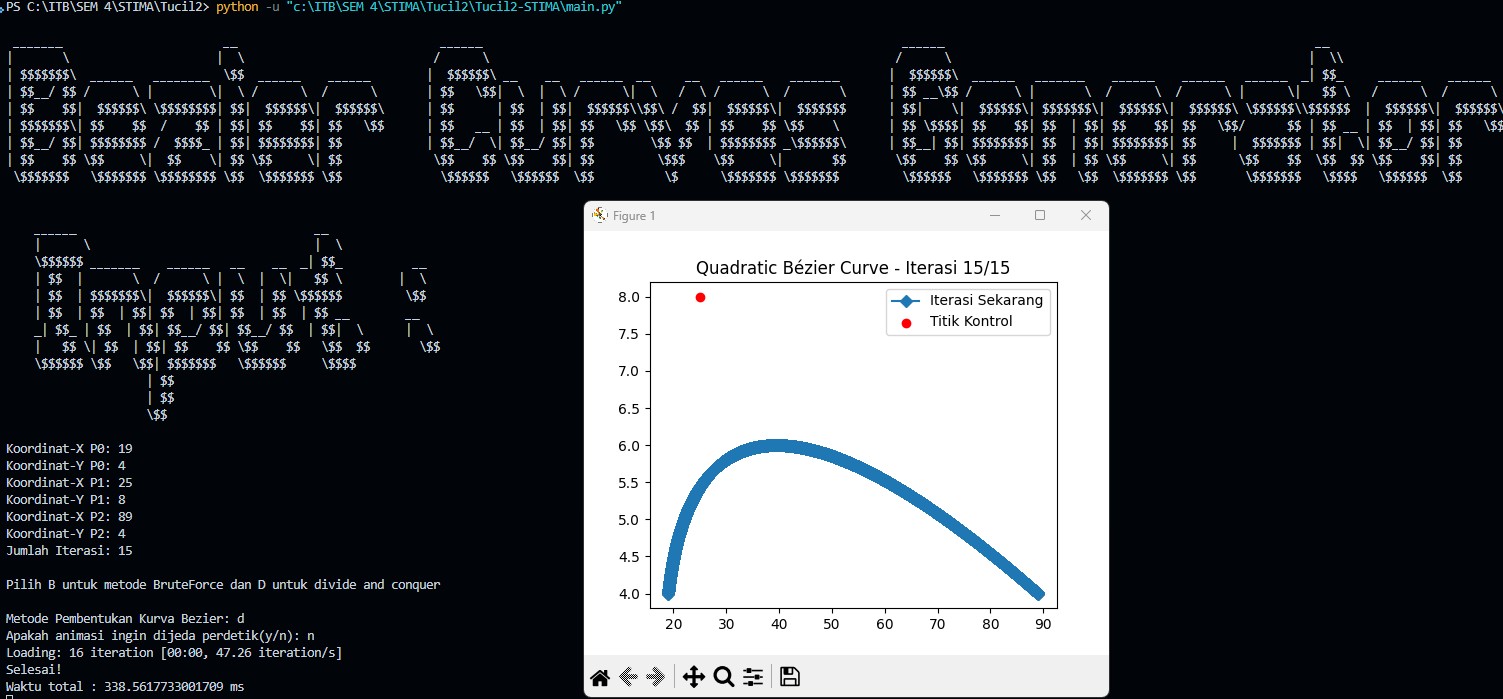 PS C:\ITB\SEM 4\STIMA\Tucil2> python -u "c:\ITB\SEM 4\STIMA\Tucil2\Tucil2-STIMA\main.py"
Bezier Curve Generator
Input :
Koordinat-X P0: 19
Koordinat-Y P0: 4
Koordinat-X P1: 25
Koordinat-Y P1: 8
Koordinat-X P2: 89
Koordinat-Y P2: 4
Jumlah Iterasi: 15
Pilih B untuk metode BruteForce dan D untuk divide and conquer
Metode Pembentukan Kurva Bezier: d
Apakah animasi ingin dijeda perdetik(y/n): n
Loading: 16 iteration [00:00, 47.26 iteration/s]
Selesai!
Waktu total : 338.5617733001709 ms
Figure 1
Quadratic Bézier Curve - Iterasi 15/15
Iterasi Sekarang
Titik Kontrol
8.0
7.5
7.0
6.5
6.0
5.5
5.0
4.5
4.0
20 30 40 50 60 70 80 90